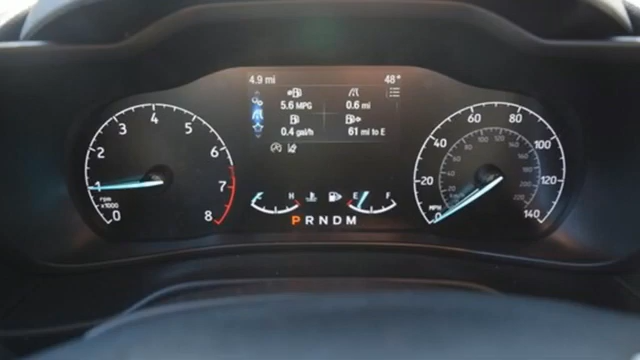 4.9 mi 48°
5.6 MPG 0.6 mi
0.4 gal/h 61 mi to E
0 1 2 3 4 5 6 7 8
rpm
x1000
C H E F
P R N D M
0 20 40 60 80 100 120 140
MPH